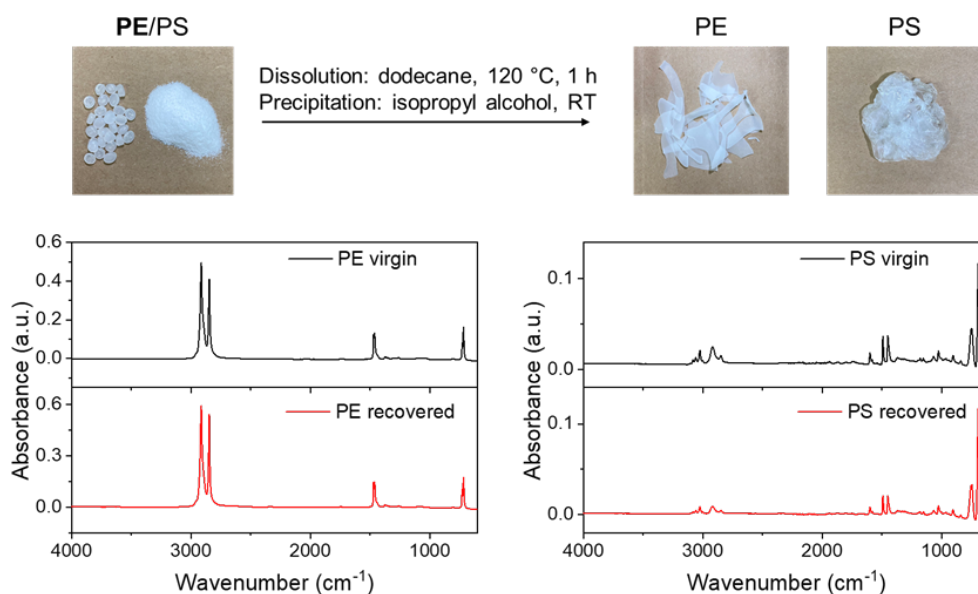 PE/PS
Dissolution: dodecane, 120 °C, 1 h
Precipitation: isopropyl alcohol, RT
PE
PS
0.6
0.4
0.2
0.0
PE virgin
0.6
0.3
0.0
PE recovered
Absorbance (a.u.)
4000
3000
2000
1000
Wavenumber (cm⁻¹)
0.1
0.0
PS virgin
0.1
0.0
PS recovered
Absorbance (a.u.)
4000
3000
2000
1000
Wavenumber (cm⁻¹)